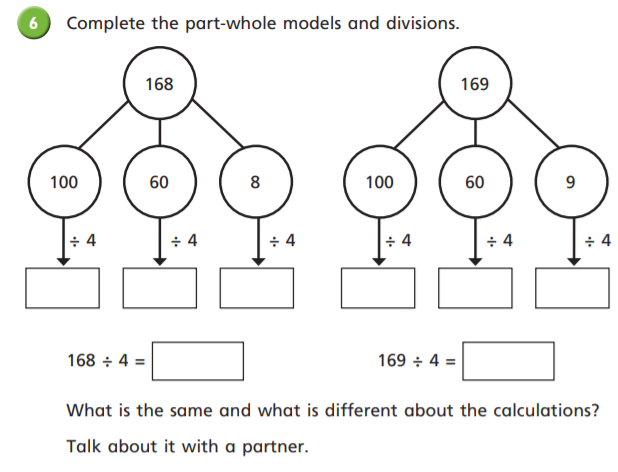 6 Complete the part-whole models and divisions.
168 169
100 60 8 100 60 9
÷ 4 ÷ 4 ÷ 4 ÷ 4 ÷ 4 ÷ 4
168 ÷ 4 = 169 ÷ 4 =
What is the same and what is different about the calculations?
Talk about it with a partner.